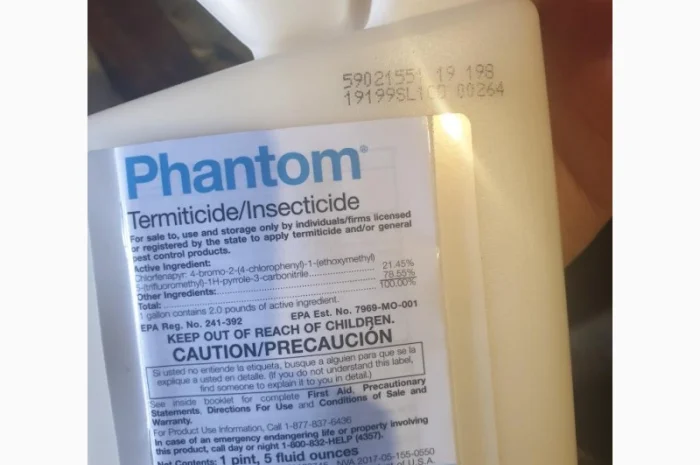 59021551 19 198
19199SL1 00264
Phantom®
Termiticide/Insecticide
For sale to, use and storage only by individuals/firms licensed
or registered by the state to apply termiticide and/or general
pest control products.
Active Ingredient:
Chlorfenapyr: 4-bromo-2-(4-chlorophenyl)-1-(ethoxymethyl)
-5-(trifluoromethyl)-1H-pyrrole-3-carbonitrile............ 21.45%
Other Ingredients:............ 78.55%
Total:............ 100.00%
1 gallon contains 2.0 pounds of active ingredient.
EPA Reg. No. 241-392 EPA Est. No. 7969-MO-001
KEEP OUT OF REACH OF CHILDREN.
CAUTION/PRECAUCIÓN
Si usted no entiende la etiqueta, busque a alguien para que se la
explique a usted en detalle. (If you do not understand this label,
find someone to explain it to you in detail.)
See inside booklet for complete First Aid, Precautionary
Statements, Directions For Use and Conditions of Sale and
Warranty.
For Product Use Information, Call 1-877-837-6436
In case of an emergency endangering life or property involving
this product, call day or night 1-800-832-HELP (4357).
Net Contents: 1 pint, 5 fluid ounces
NVA 2017-05-155-0550
of U.S.A.